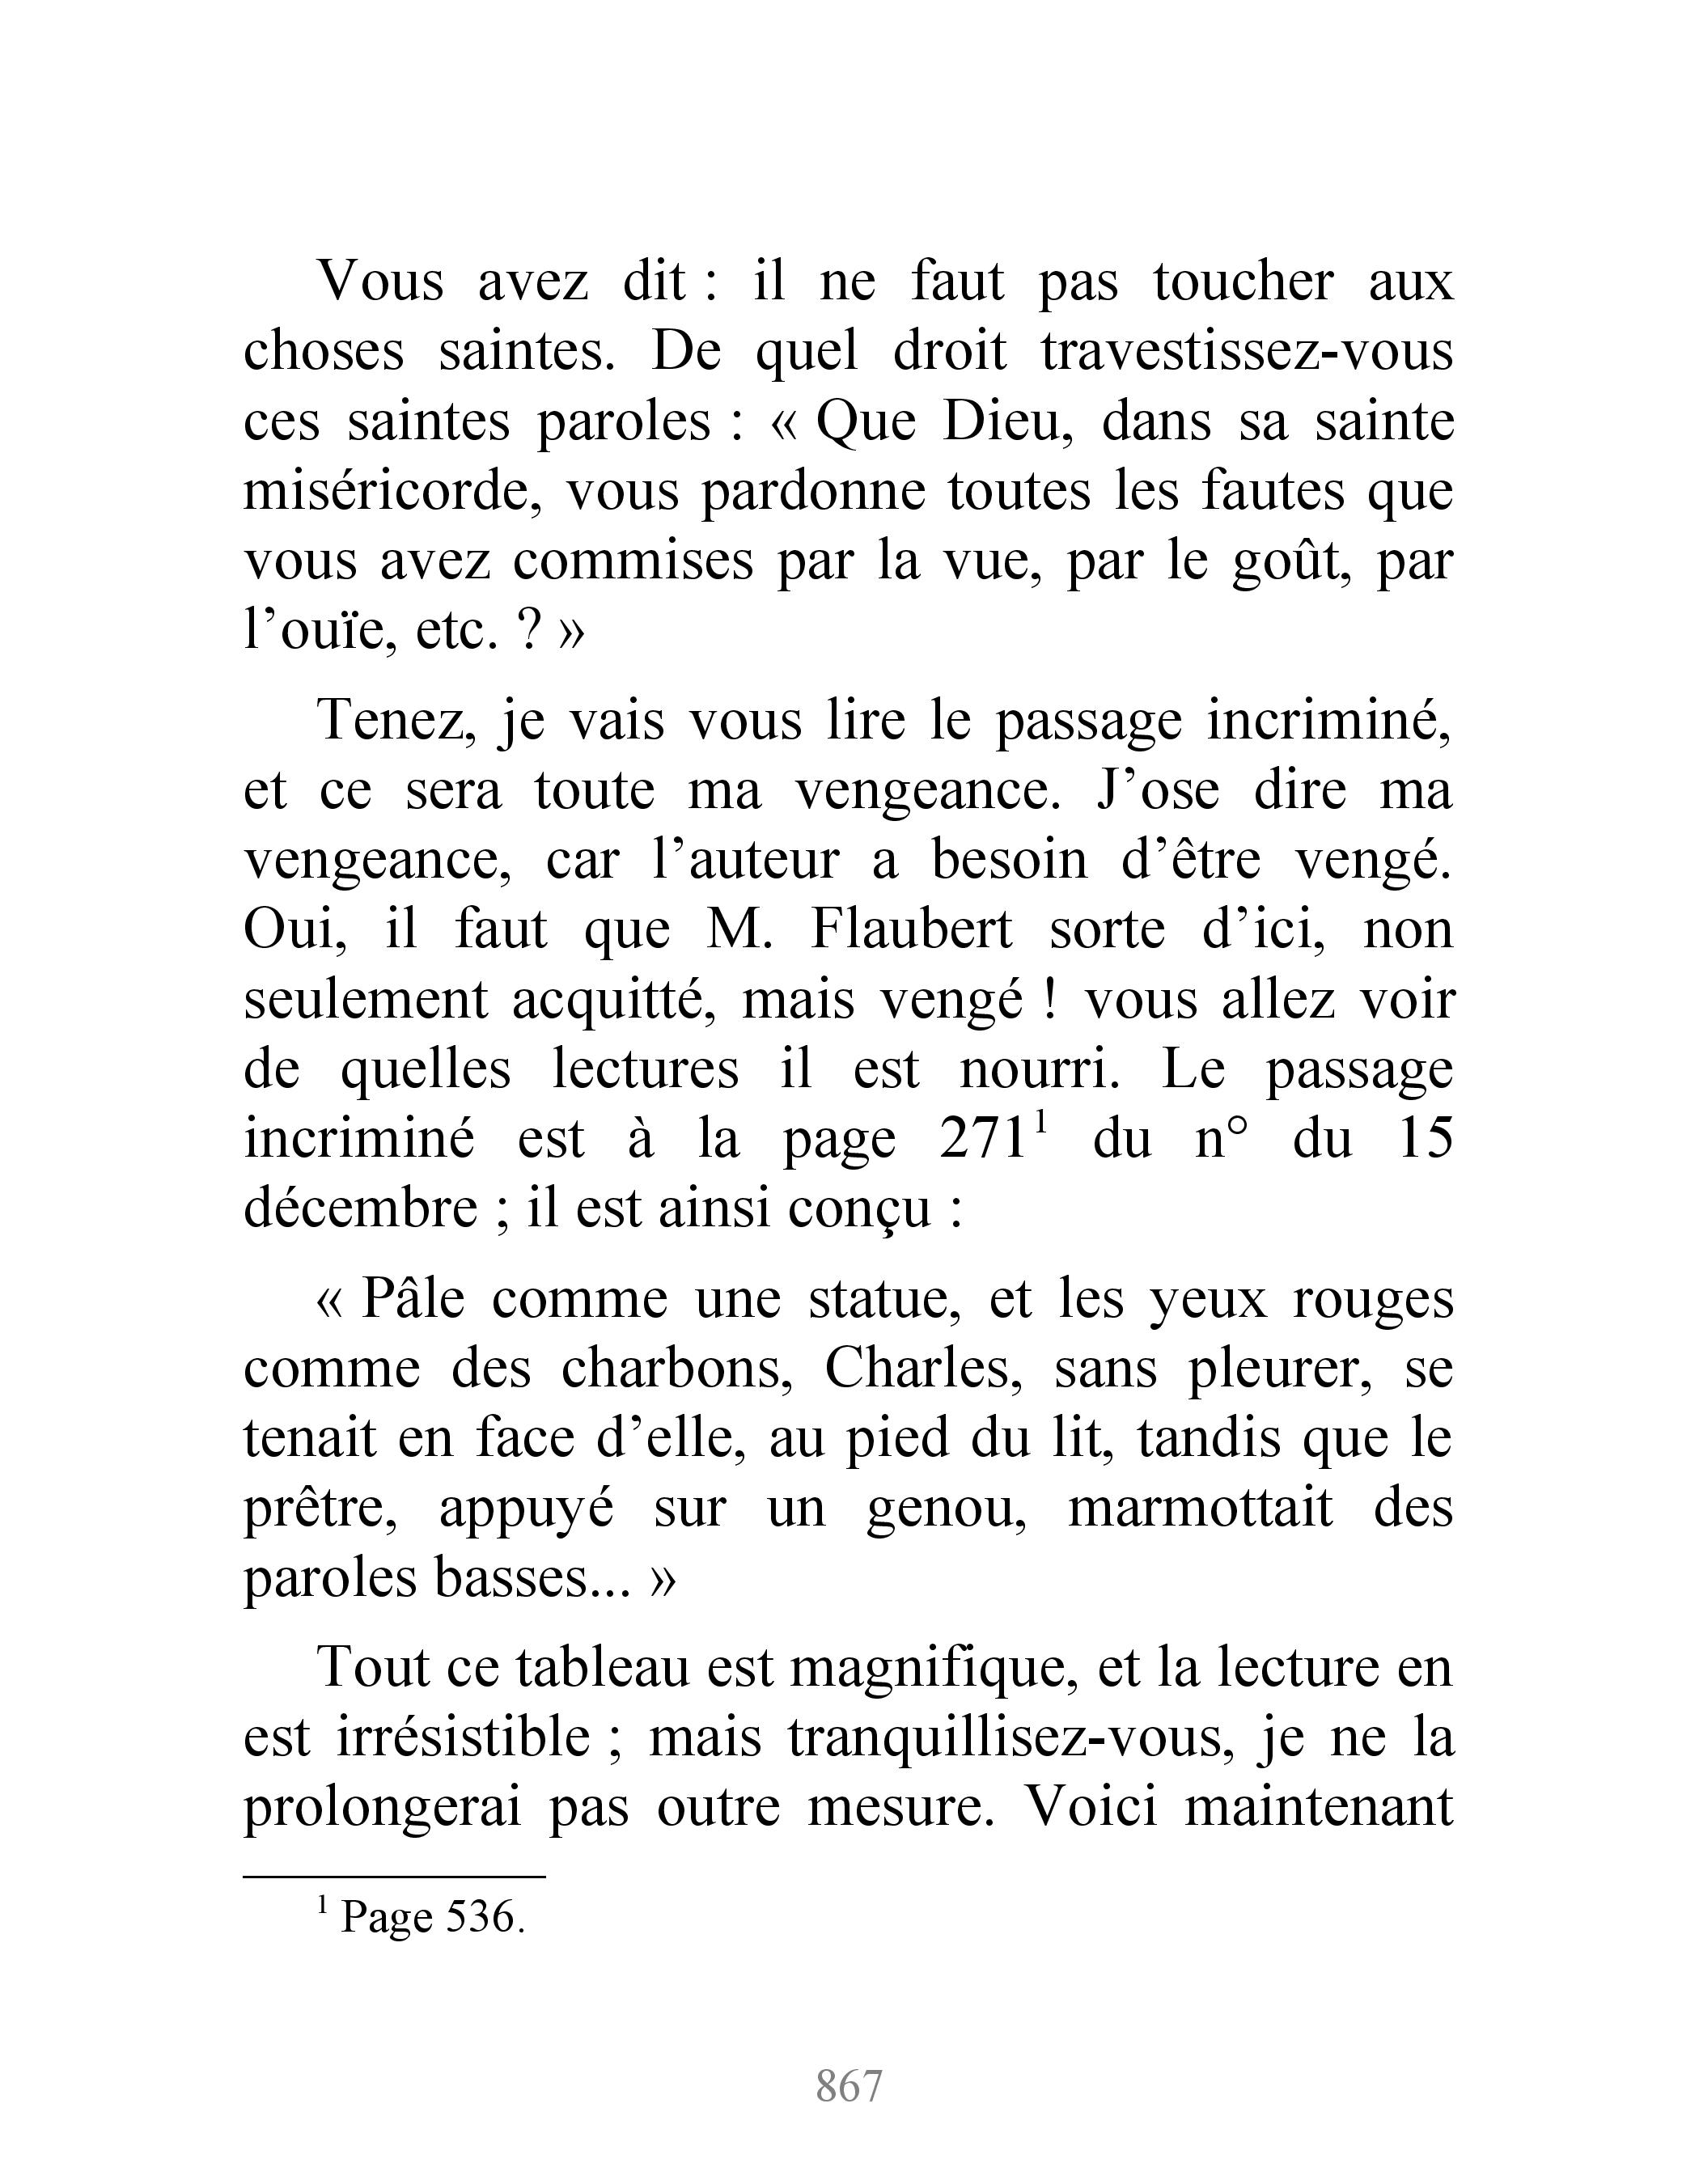 Vous avez dit : il ne faut pas toucher aux
choses saintes. De quel droit travestissez-vous
ces saintes paroles : « Que Dieu, dans sa sainte
miséricorde, vous pardonne toutes les fautes que
vous avez commises par la vue, par le goût, par
l’ouïe, etc. ? »
Tenez, je vais vous lire le passage incriminé,
et ce sera toute ma vengeance. J’ose dire ma
vengeance, car l’auteur a besoin d’être vengé.
Oui, il faut que M. Flaubert sorte d’ici, non
seulement acquitté, mais vengé ! vous allez voir
de quelles lectures il est nourri. Le passage
incriminé est à la page 271¹ du n° du 15
décembre ; il est ainsi conçu :
« Pâle comme une statue, et les yeux rouges
comme des charbons, Charles, sans pleurer, se
tenait en face d’elle, au pied du lit, tandis que le
prêtre, appuyé sur un genou, marmottait des
paroles basses... »
Tout ce tableau est magnifique, et la lecture en
est irrésistible ; mais tranquillisez-vous, je ne la
prolongerai pas outre mesure. Voici maintenant
¹ Page 536.
867